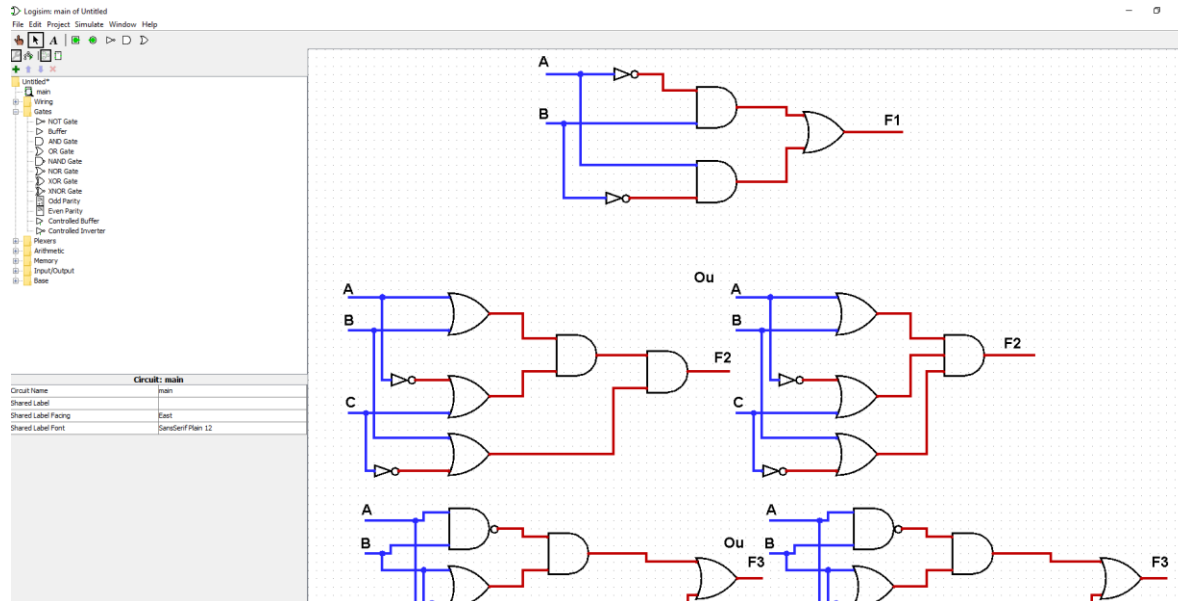 Logisim: main of Untitled
File Edit Project Simulate Window Help
A
Untitled*
main
Wiring
Gates
NOT Gate
Buffer
AND Gate
OR Gate
NAND Gate
NOR Gate
XOR Gate
XNOR Gate
Odd Parity
Even Parity
Controlled Buffer
Controlled Inverter
Plexers
Arithmetic
Memory
Input/Output
Base
Circuit: main
Circuit Name main
Shared Label
Shared Label Facing East
Shared Label Font SansSerif Plain 12
A
B
F1
Ou
A
B
C
F2
A
B
C
F2
A
B
F3
Ou
A
B
F3